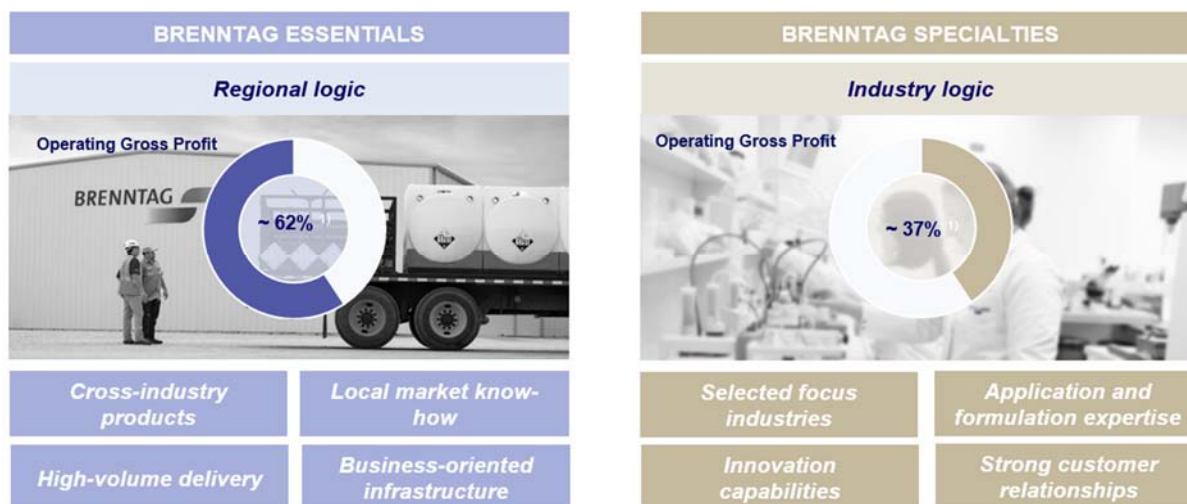 BRENNTAG ESSENTIALS
Regional logic
Operating Gross Profit
BRENNTAG
~ 62% 1)
Cross-industry
products
Local market know-
how
High-volume delivery
Business-oriented
infrastructure
BRENNTAG SPECIALTIES
Industry logic
Operating Gross Profit
~ 37% 1)
Selected focus
industries
Application and
formulation expertise
Innovation
capabilities
Strong customer
relationships